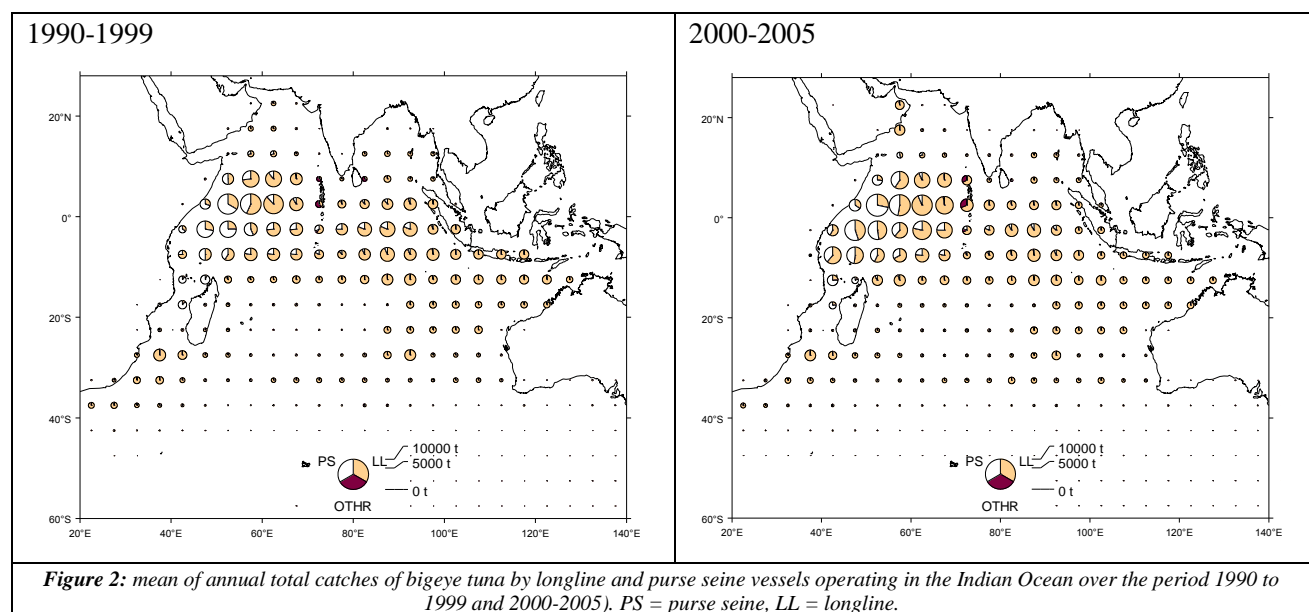 1990-1999
20°N
0°
20°S
40°S
60°S
20°E 40°E 60°E 80°E 100°E 120°E 140°E
PS LL 10000 t
5000 t
0 t
OTHR
2000-2005
20°N
0°
20°S
40°S
60°S
20°E 40°E 60°E 80°E 100°E 120°E 140°E
PS LL 10000 t
5000 t
0 t
OTHR
Figure 2: mean of annual total catches of bigeye tuna by longline and purse seine vessels operating in the Indian Ocean over the period 1990 to
1999 and 2000-2005). PS = purse seine, LL = longline.